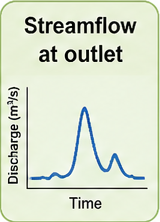 Streamflow
at outlet
Discharge (m³/s)
Time